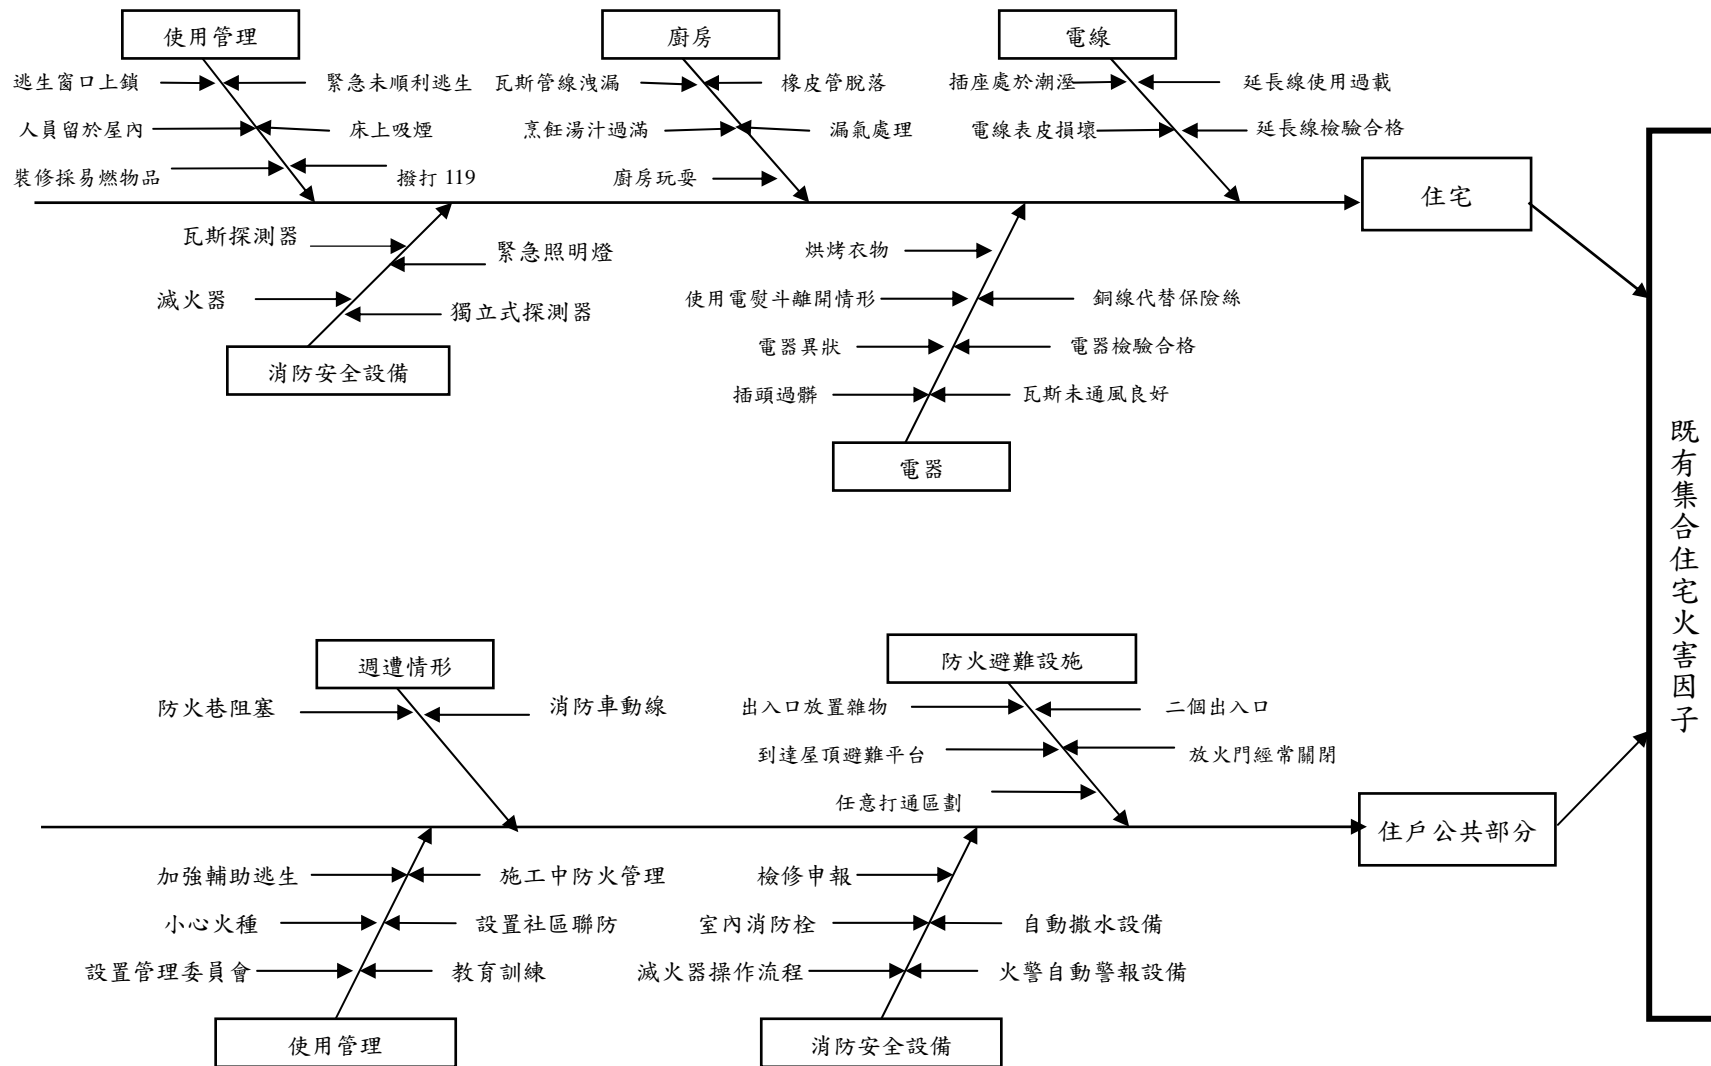 使用管理
廚房
電線
逃生窗口上鎖
緊急未順利逃生
瓦斯管線洩漏
橡皮管脫落
插座處於潮溼
延長線使用過載
人員留於屋內
床上吸煙
烹飪湯汁過滿
漏氣處理
電線表皮損壞
延長線檢驗合格
裝修採易燃物品
撥打 119
廚房玩耍
住宅
瓦斯探測器
緊急照明燈
烘烤衣物
滅火器
獨立式探測器
使用電熨斗離開情形
銅線代替保險絲
電器異狀
電器檢驗合格
消防安全設備
插頭過髒
瓦斯未通風良好
電器
既有集合住宅火害因子
週遭情形
防火避難設施
防火巷阻塞
消防車動線
出入口放置雜物
二個出入口
到達屋頂避難平台
放火門經常關閉
任意打通區劃
住戶公共部分
加強輔助逃生
施工中防火管理
檢修申報
小心火種
設置社區聯防
室內消防栓
自動撒水設備
設置管理委員會
教育訓練
滅火器操作流程
火警自動警報設備
使用管理
消防安全設備